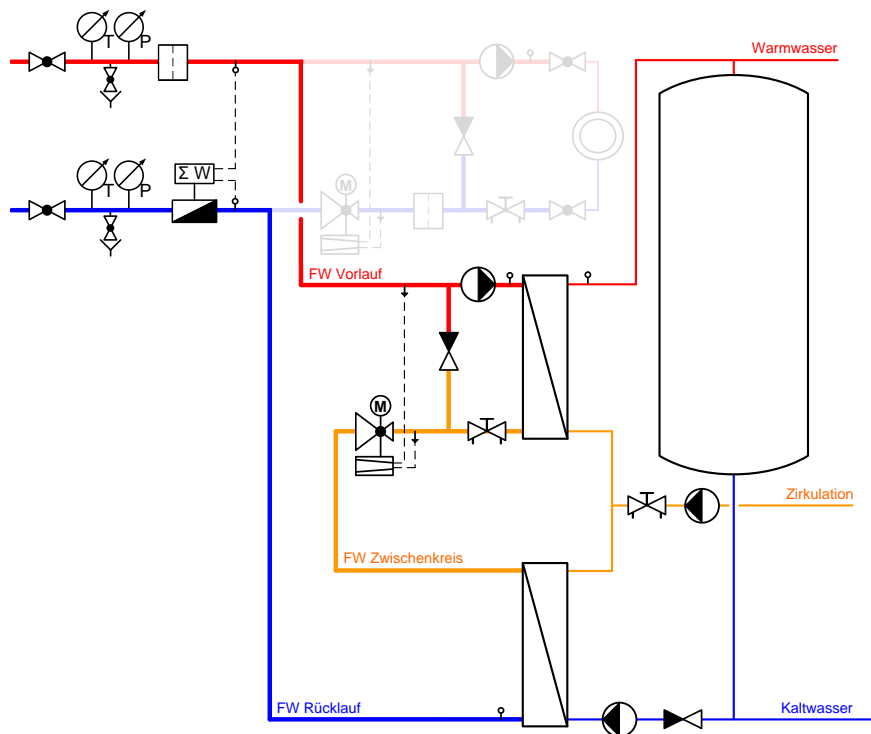 T P
Warmwasser
T P
Σ W
M
FW Vorlauf
M
Zirkulation
FW Zwischenkreis
FW Rücklauf
Kaltwasser